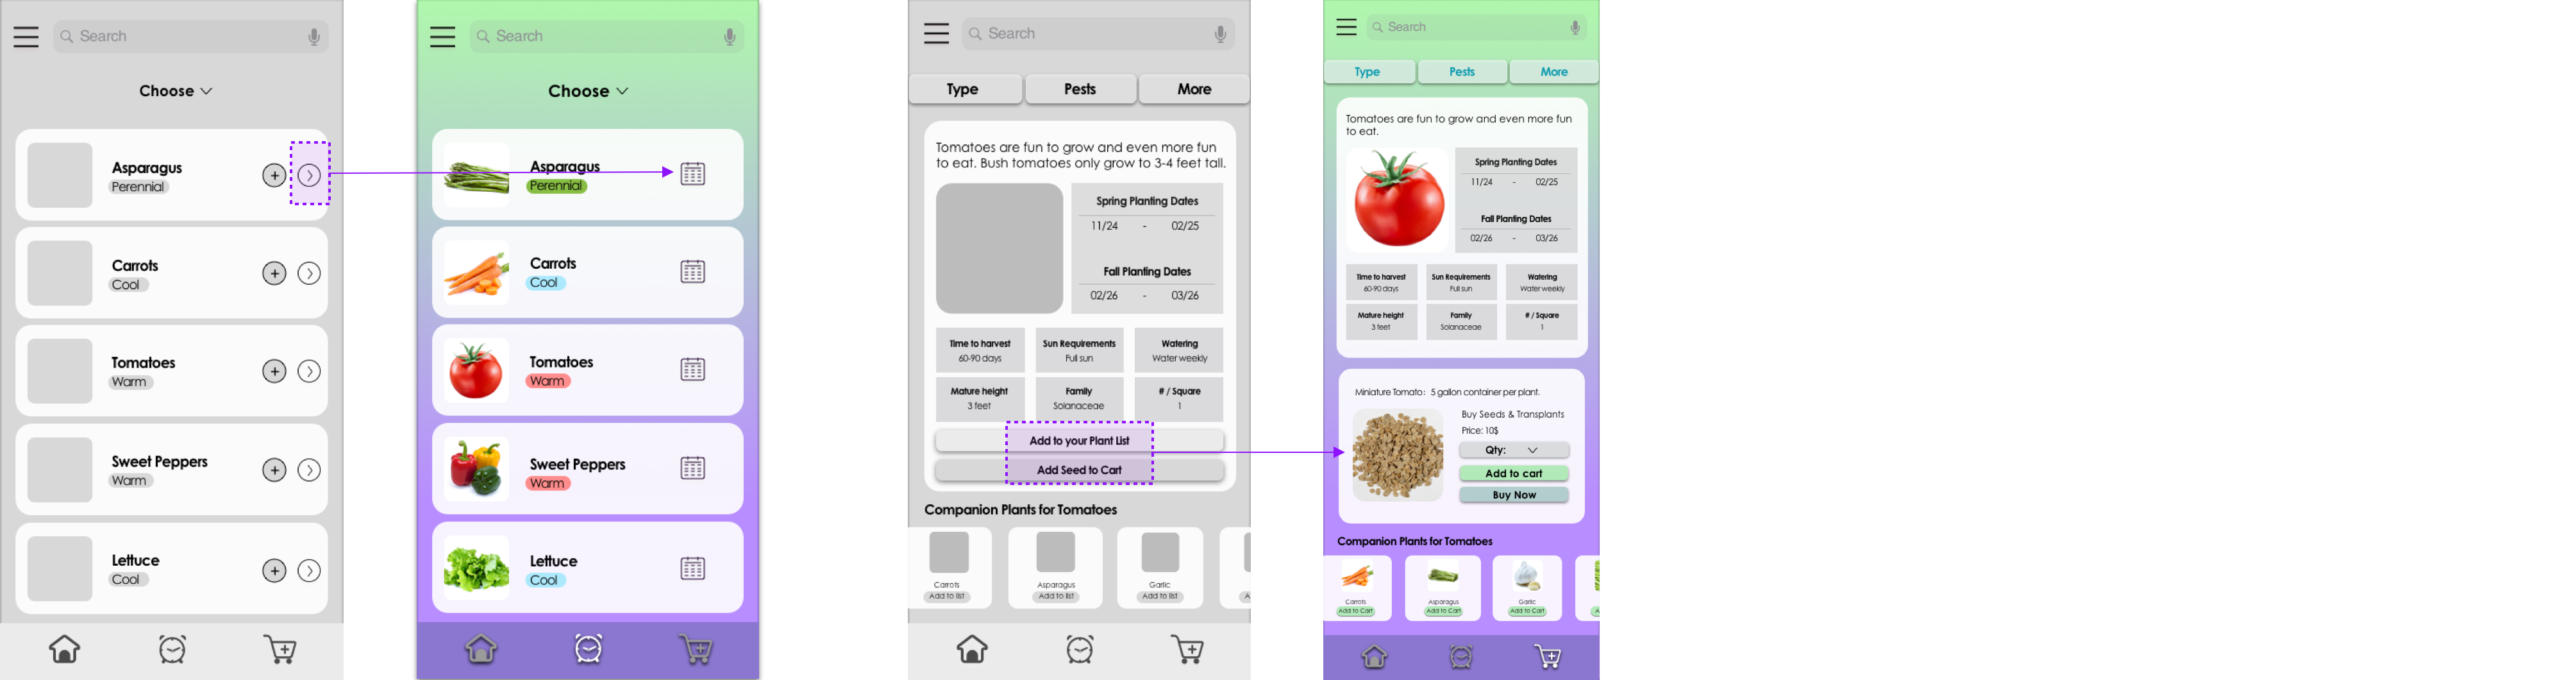 Search
Choose
Asparagus
Perennial
Carrots
Cool
Tomatoes
Warm
Sweet Peppers
Warm
Lettuce
Cool
Search
Choose
Asparagus
Perennial
Carrots
Cool
Tomatoes
Warm
Sweet Peppers
Warm
Lettuce
Cool
Search
Type Pests More
Tomatoes are fun to grow and even more fun
to eat. Bush tomatoes only grow to 3-4 feet tall.
Spring Planting Dates
11/24 - 02/25
Fall Planting Dates
02/26 - 03/26
Time to harvest Sun Requirements Watering
60-90 days Full sun Water weekly
Mature height Family # / Square
3 feet Solanaceae 1
Add to your Plant List
Add Seed to Cart
Companion Plants for Tomatoes
Carrots Asparagus Garlic
Add to list Add to list Add to list A
Search
Type Pests More
Tomatoes are fun to grow and even more fun
to eat.
Spring Planting Dates
11/24 - 02/25
Fall Planting Dates
02/26 - 03/26
Time to harvest Sun Requirements Watering
60-90 days Full sun Water weekly
Mature height Family # / Square
3 feet Solanaceae 1
Miniature Tomato: 5 gallon container per plant.
Buy Seeds & Transplants
Price: 10$
Qty:
Add to cart
Buy Now
Companion Plants for Tomatoes
Carrots Asparagus Garlic
Add to Cart Add to Cart Add to Cart A